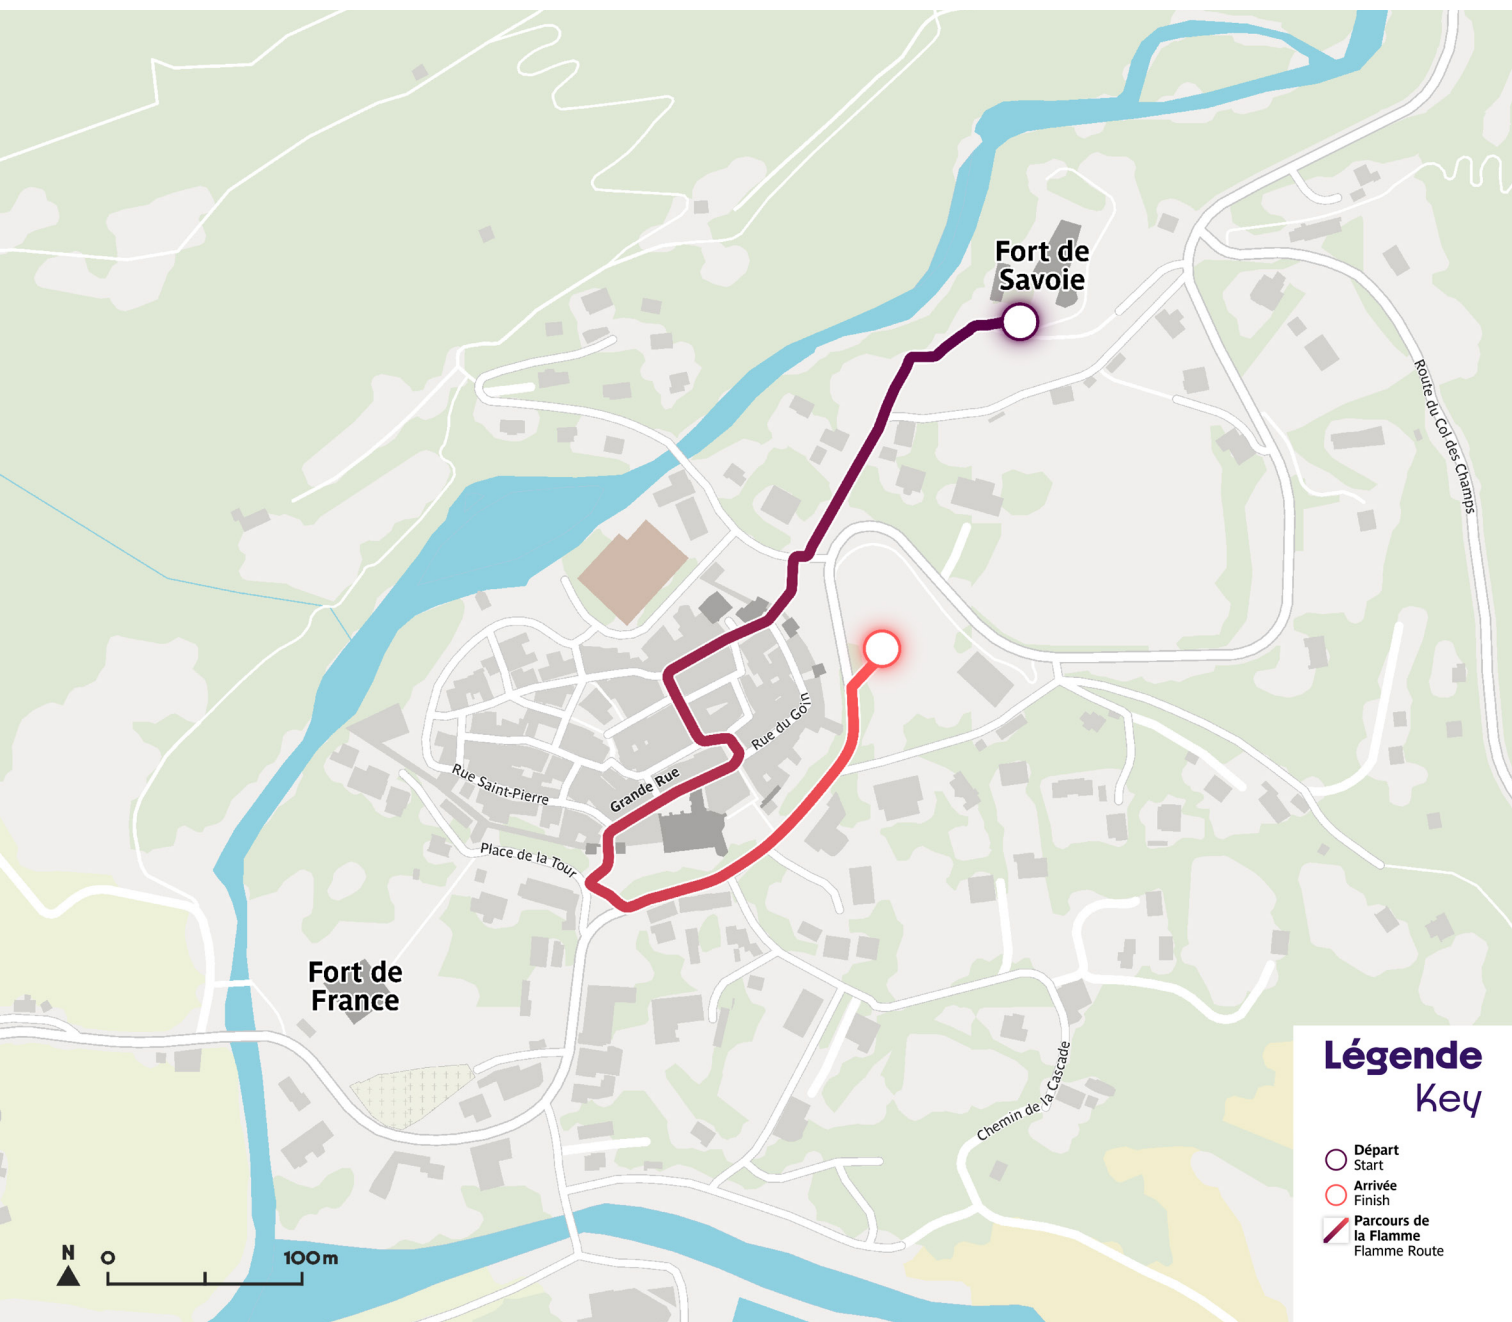 Fort de
Savoie
Route du Col des Champs
Rue du Goui
Rue Saint-Pierre
Grande Rue
Place de la Tour
Fort de
France
Chemin de la Cascade
Légende
Key
Départ
Start
Arrivée
Finish
Parcours de
la Flamme
Flamme Route
N
0
100m